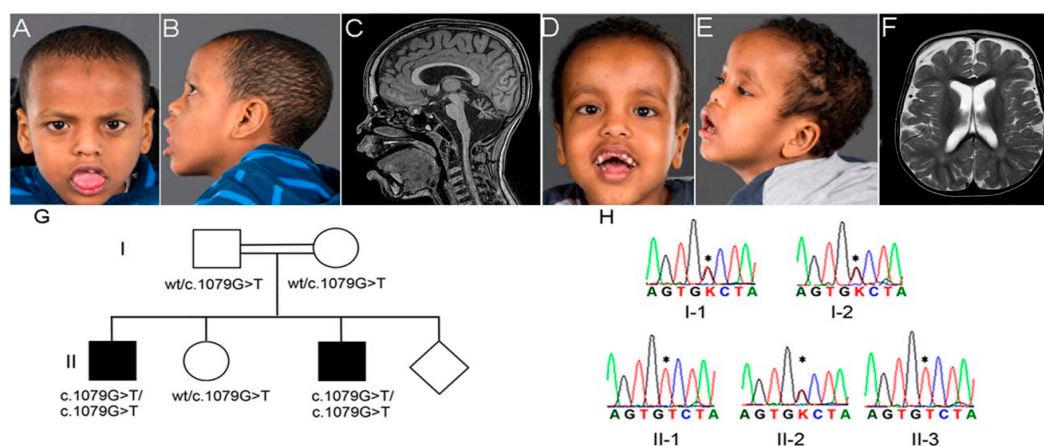 A B C D E F
G
I
wt/c.1079G>T wt/c.1079G>T
II
c.1079G>T/
c.1079G>T
wt/c.1079G>T
c.1079G>T/
c.1079G>T
H
* *
AGTGKCTA AGTGKCTA
I-1 I-2
* * *
AGTGTCTA AGTGKCTA AGTGTCTA
II-1 II-2 II-3